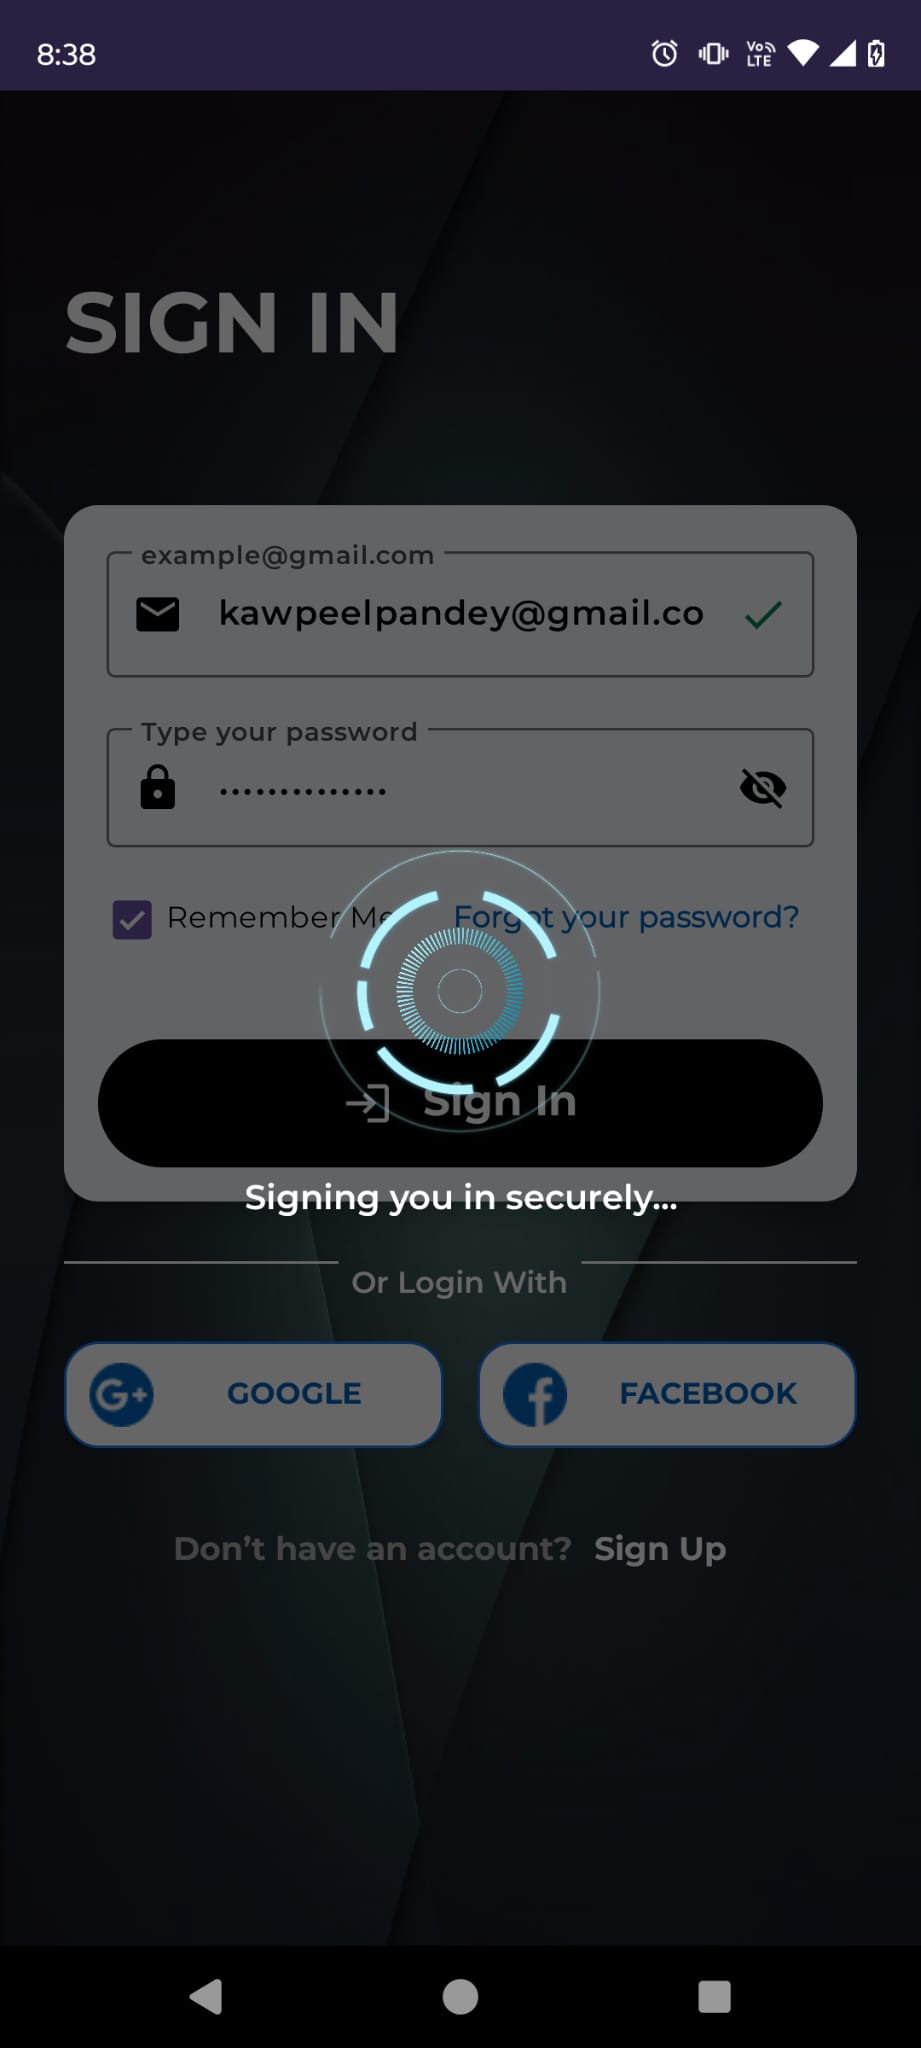 8:38
Vo
LTE
SIGN IN
example@gmail.com
kawpeelpandey@gmail.co
Type your password
Remember Me
Forgot your password?
Sign In
Signing you in securely...
Or Login With
G+ GOOGLE
f FACEBOOK
Don't have an account? Sign Up